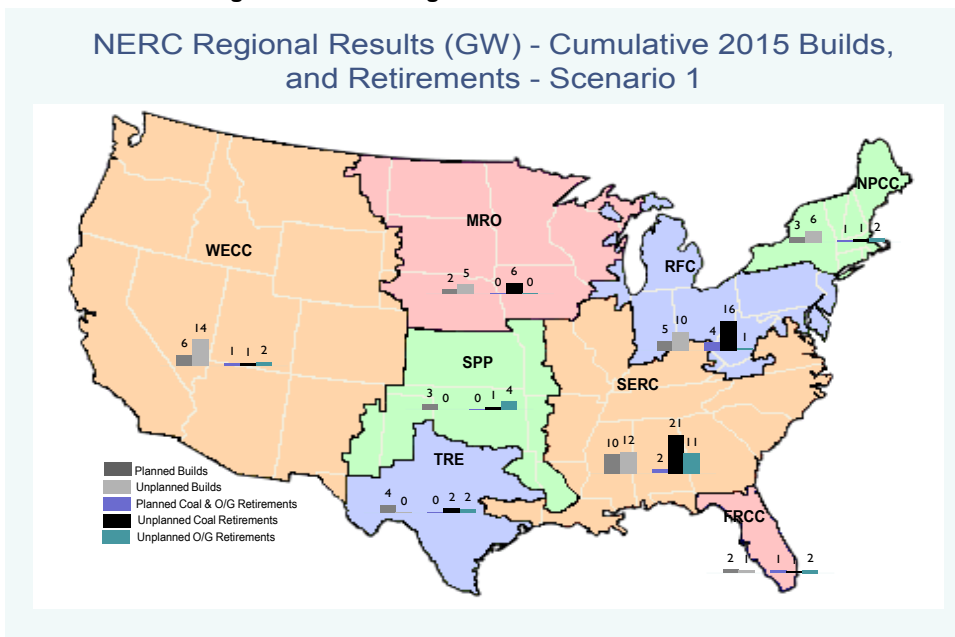 NERC Regional Results (GW) - Cumulative 2015 Builds,
and Retirements - Scenario 1
NPCC
3 6 1 1 2
MRO
2 5 0 6 0
WECC
6 14 1 1 2
RFC
5 10 4 16 1
SPP
3 0 0 1 4
SERC
10 12 2 21 11
TRE
4 0 0 2 2
FRCC
2 1 1 1 2
Planned Builds
Unplanned Builds
Planned Coal & O/G Retirements
Unplanned Coal Retirements
Unplanned O/G Retirements